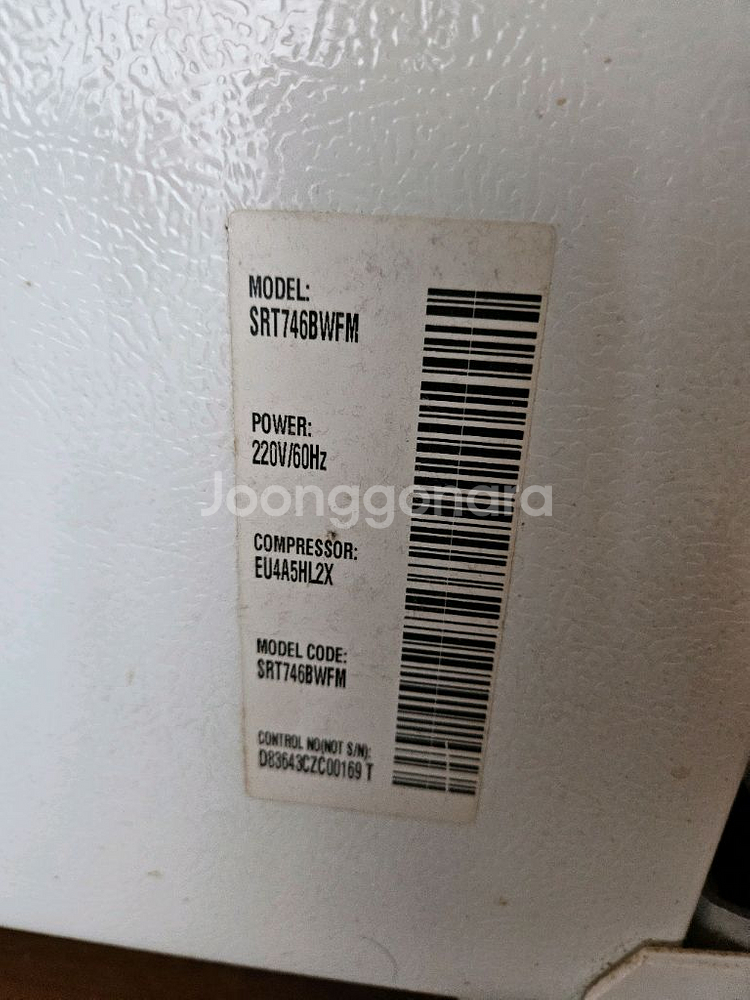 MODEL:
SRT746BWFM
POWER:
220V/60Hz
Joonggonara
COMPRESSOR:
EU4A5HL2X
MODEL CODE:
SRT746BWFM
CONTROL NO(NOT S/N):
D83643CZC00169 T